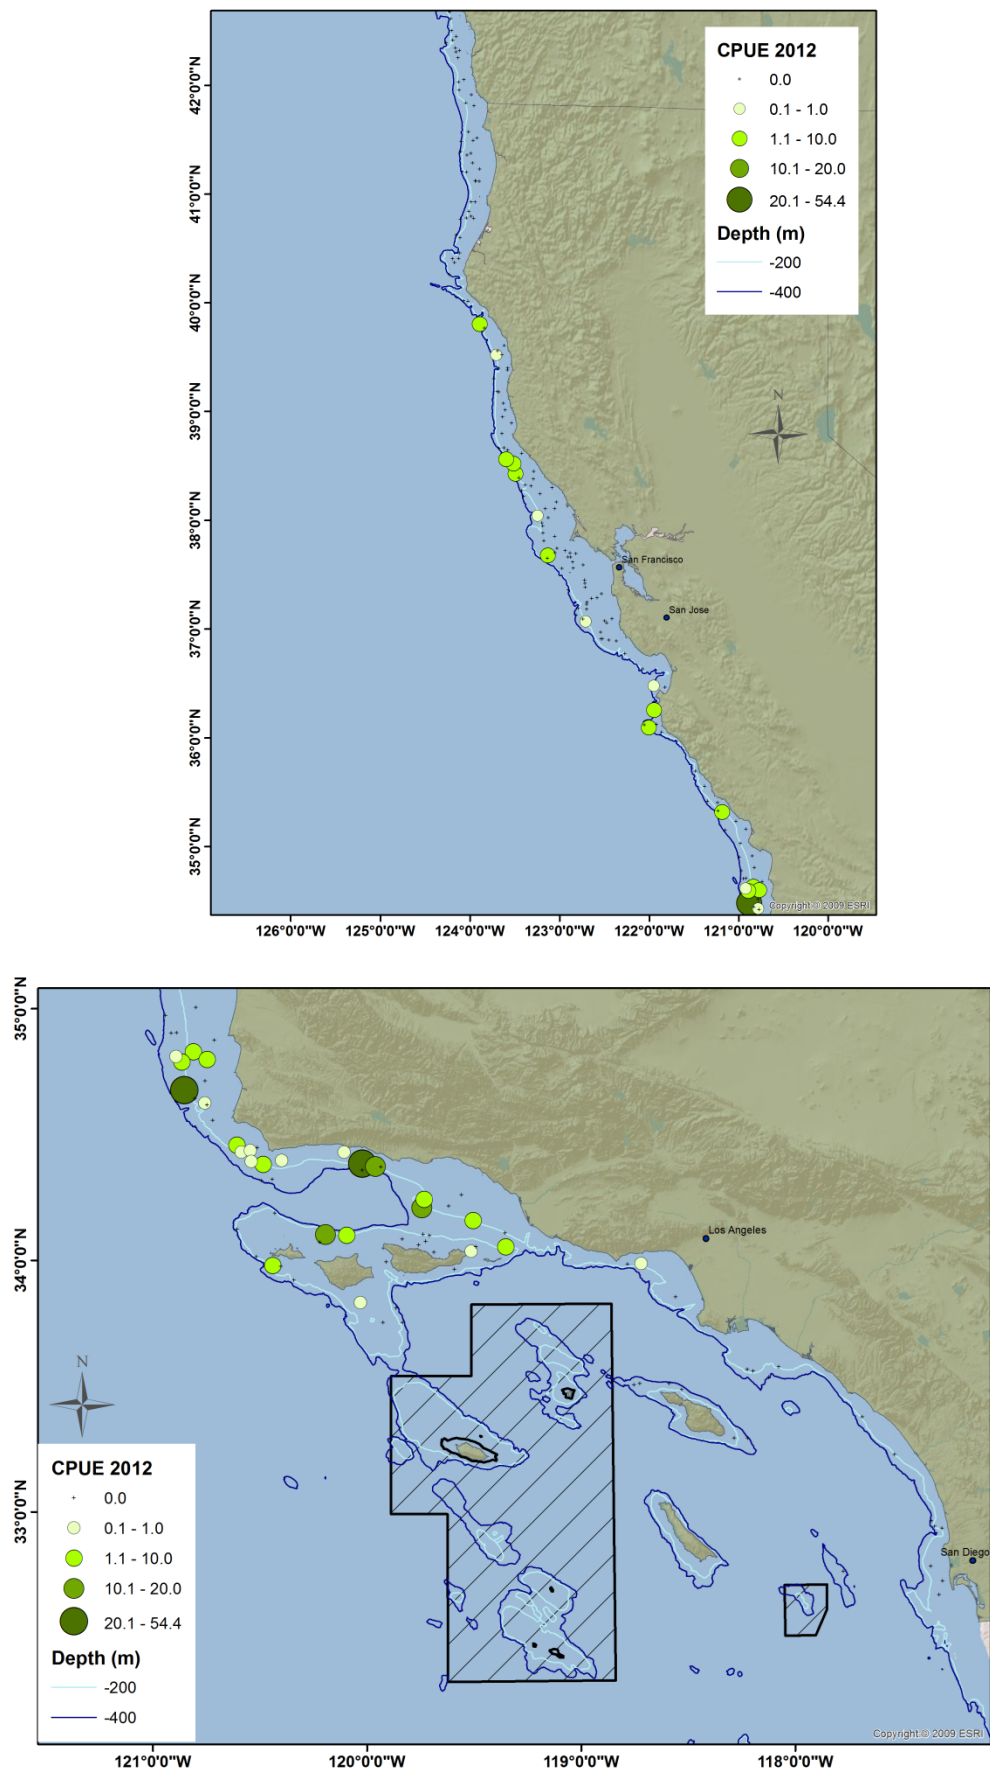 CPUE 2012
0.0
0.1 - 1.0
1.1 - 10.0
10.1 - 20.0
20.1 - 54.4
Depth (m)
-200
-400
42°0'0"N
41°0'0"N
40°0'0"N
39°0'0"N
38°0'0"N
37°0'0"N
36°0'0"N
35°0'0"N
N
San Francisco
San Jose
Copyright © 2009 ESRI
126°0'0"W 125°0'0"W 124°0'0"W 123°0'0"W 122°0'0"W 121°0'0"W 120°0'0"W
35°0'0"N
34°0'0"N
33°0'0"N
Los Angeles
San Diego
N
CPUE 2012
0.0
0.1 - 1.0
1.1 - 10.0
10.1 - 20.0
20.1 - 54.4
Depth (m)
-200
-400
Copyright © 2009 ESRI
121°0'0"W 120°0'0"W 119°0'0"W 118°0'0"W